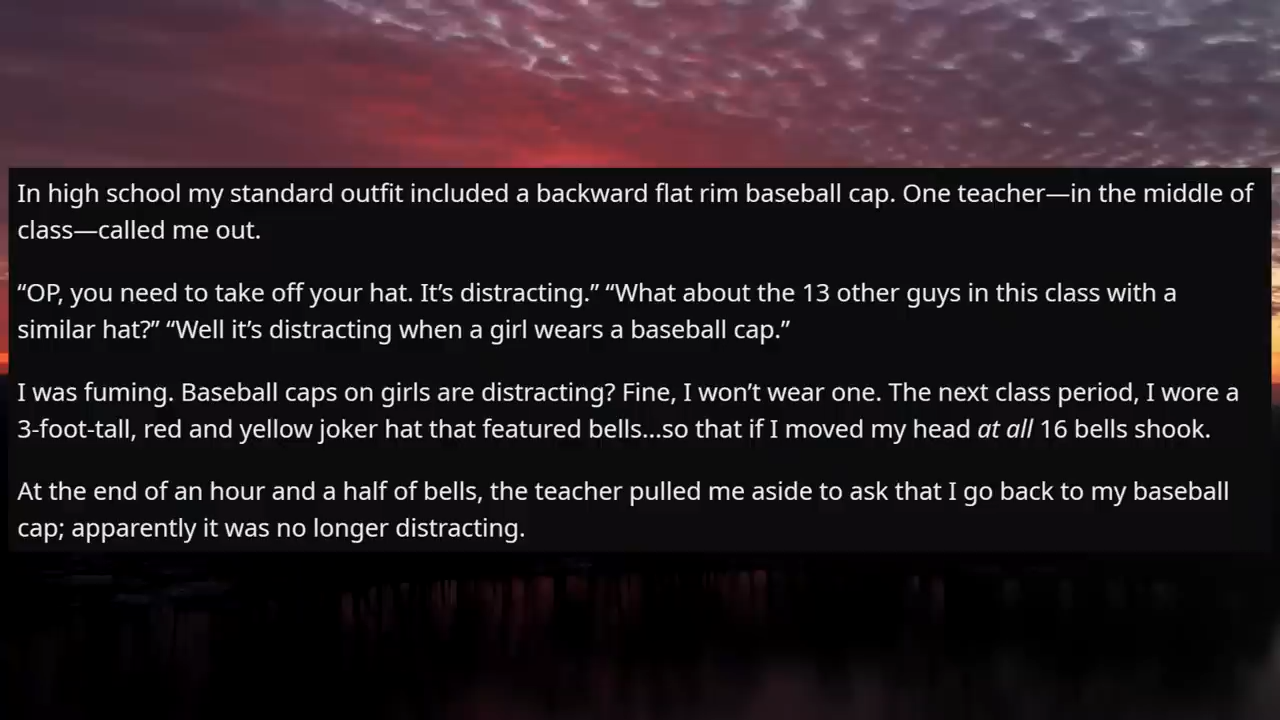 In high school my standard outfit included a backward flat rim baseball cap. One teacher—in the middle of
class—called me out.
“OP, you need to take off your hat. It’s distracting.” “What about the 13 other guys in this class with a
similar hat?” “Well it’s distracting when a girl wears a baseball cap.”
I was fuming. Baseball caps on girls are distracting? Fine, I won’t wear one. The next class period, I wore a
3-foot-tall, red and yellow joker hat that featured bells...so that if I moved my head at all 16 bells shook.
At the end of an hour and a half of bells, the teacher pulled me aside to ask that I go back to my baseball
cap; apparently it was no longer distracting.